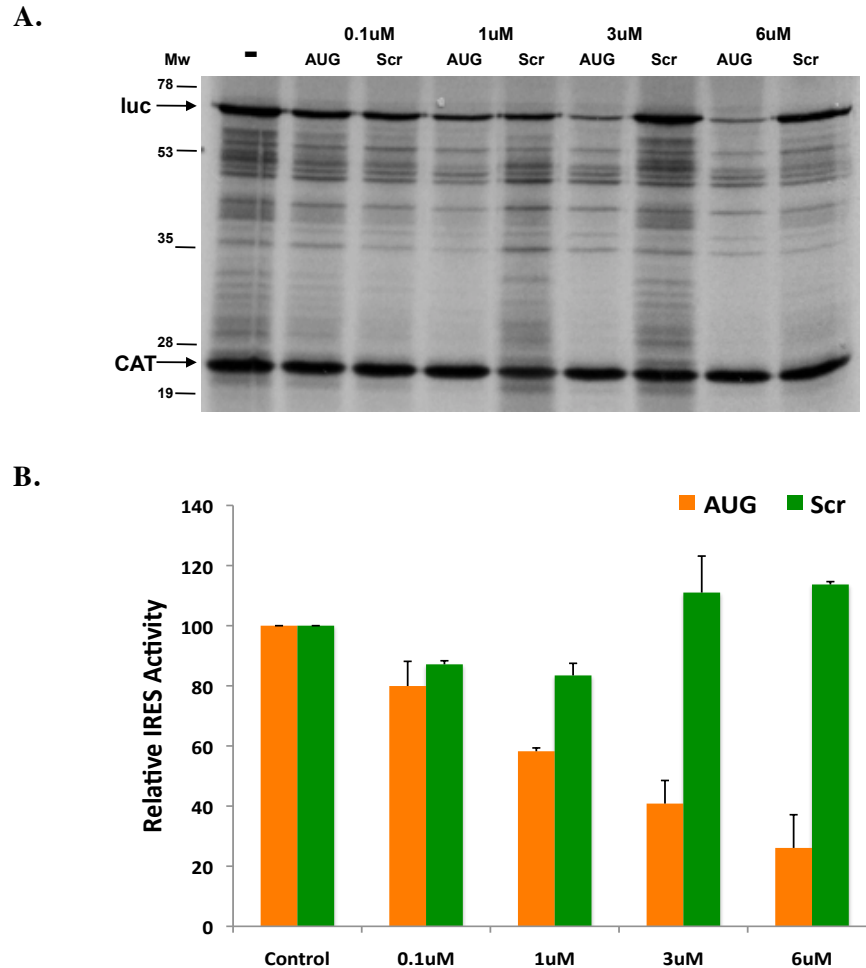 A.
0.1uM 1uM 3uM 6uM
Mw - AUG Scr AUG Scr AUG Scr AUG Scr
78
luc
53
35
28
CAT
19
B.
140
AUG Scr
120
100
80
60
40
20
0
Relative IRES Activity
Control 0.1uM 1uM 3uM 6uM